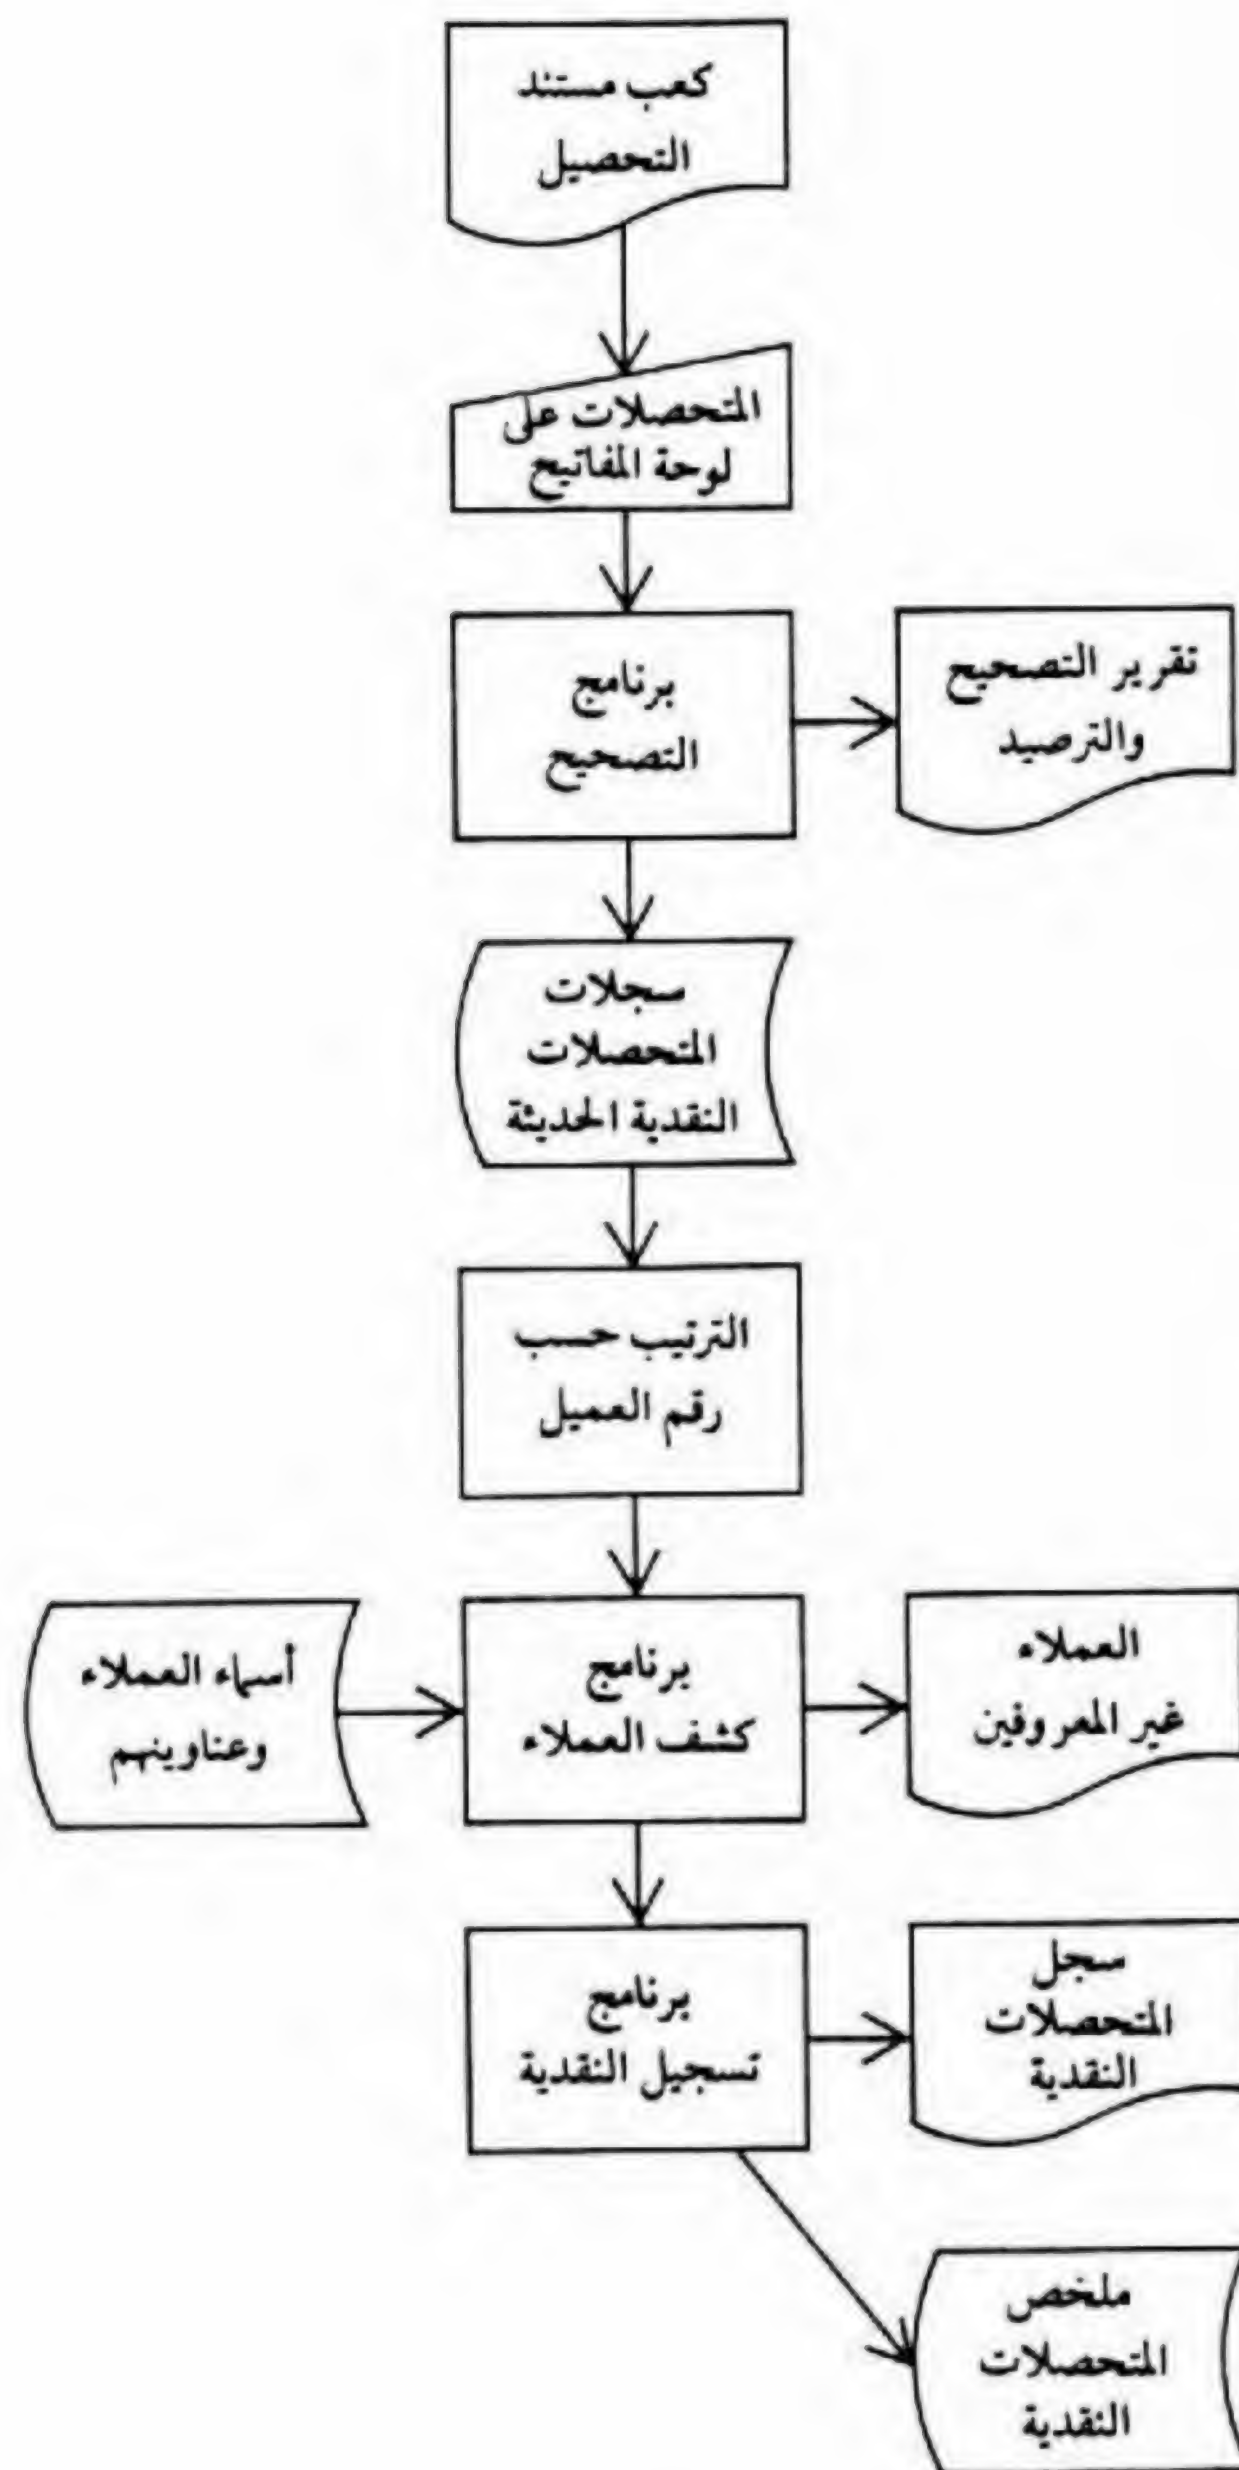 كعب مستند
التحصيل
المتحصلات على
لوحة المفاتيح
برنامج
التصحيح
تقرير التصحيح
والترصيد
سجلات
المتحصلات
النقدية الحديثة
الترتيب حسب
رقم العميل
أسماء العملاء
وعناوينهم
برنامج
كشف العملاء
العملاء
غير المعروفين
برنامج
تسجيل النقدية
سجل
المتحصلات
النقدية
ملخص
المتحصلات
النقدية